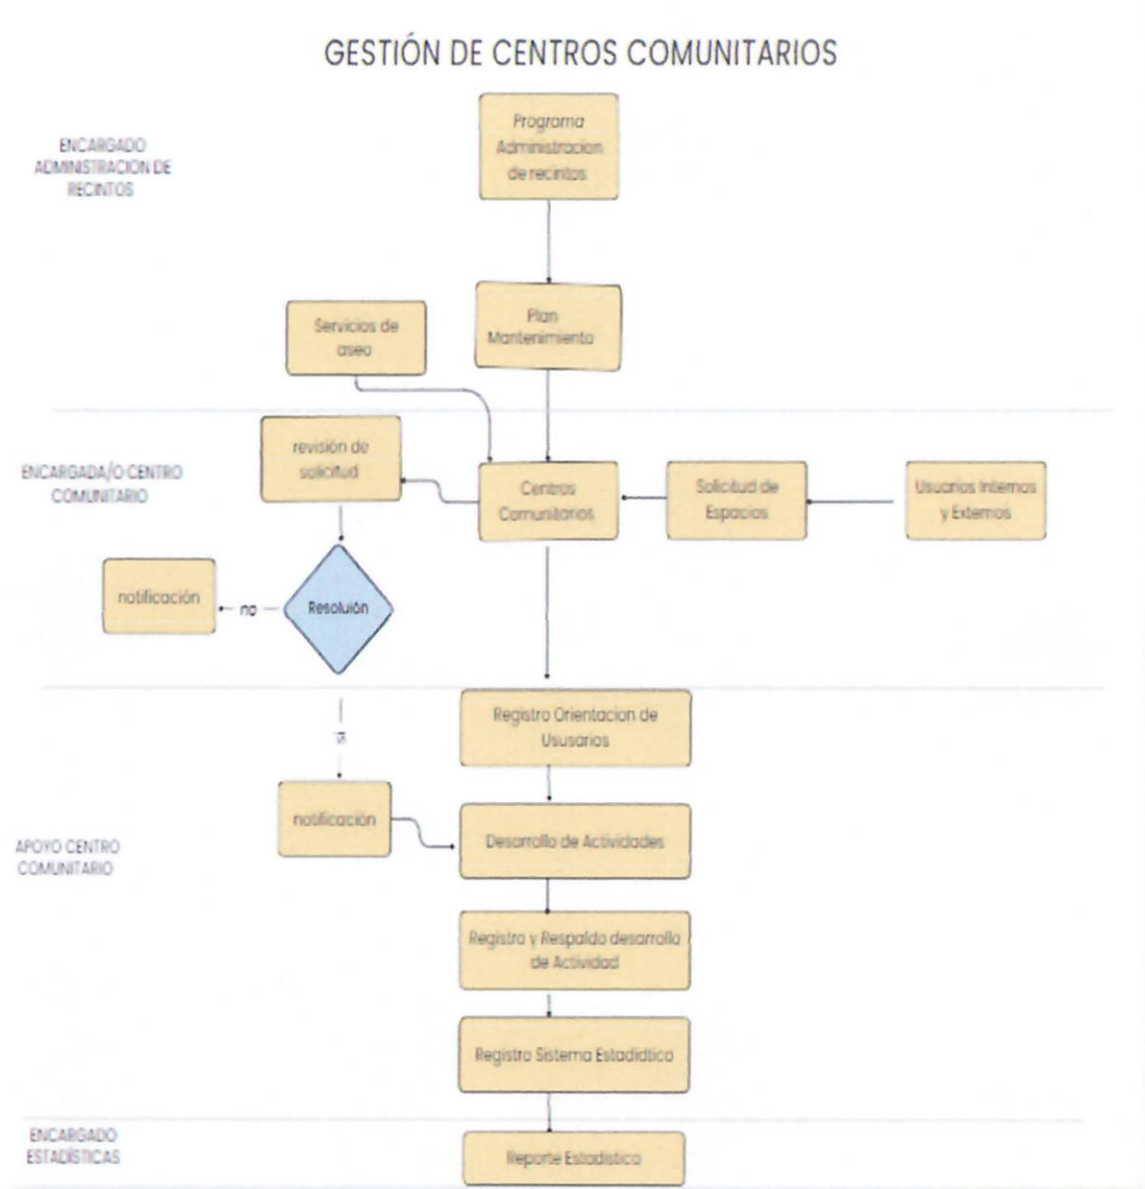 GESTIÓN DE CENTROS COMUNITARIOS
ENCARGADO
ADMINISTRACION DE
RECINTOS
Programa
Administracion
de recintos
Servicios de
aseo
Plan
Mantenimiento
ENCARGADA/O CENTRO
COMUNITARIO
revisión de
solicitud
Centros
Comunitarios
Solicitud de
Espacios
Usuarios Internos
y Externos
notificación
no
Resoluión
Registro Orientacion de
Ususarios
si
notificación
APOYO CENTRO
COMUNITARIO
Desarrollo de Actividades
Registro y Respaldo desarrollo
de Actividad
Registro Sistema Estadidtico
ENCARGADO
ESTADÍSTICAS
Reporte Estadistico